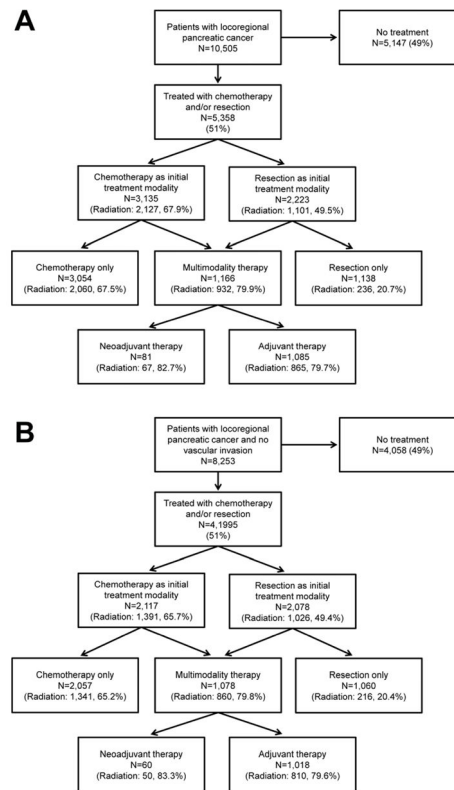 A
Patients with locoregional
pancreatic cancer
N=10,505
No treatment
N=5,147 (49%)
Treated with chemotherapy
and/or resection
N=5,358
(51%)
Chemotherapy as initial
treatment modality
N=3,135
(Radiation: 2,127, 67.9%)
Resection as initial
treatment modality
N=2,223
(Radiation: 1,101, 49.5%)
Chemotherapy only
N=3,054
(Radiation: 2,060, 67.5%)
Multimodality therapy
N=1,166
(Radiation: 932, 79.9%)
Resection only
N=1,138
(Radiation: 236, 20.7%)
Neoadjuvant therapy
N=81
(Radiation: 67, 82.7%)
Adjuvant therapy
N=1,085
(Radiation: 865, 79.7%)
B
Patients with locoregional
pancreatic cancer and no
vascular invasion
N=8,253
No treatment
N=4,058 (49%)
Treated with chemotherapy
and/or resection
N=4,1995
(51%)
Chemotherapy as initial
treatment modality
N=2,117
(Radiation: 1,391, 65.7%)
Resection as initial
treatment modality
N=2,078
(Radiation: 1,026, 49.4%)
Chemotherapy only
N=2,057
(Radiation: 1,341, 65.2%)
Multimodality therapy
N=1,078
(Radiation: 860, 79.8%)
Resection only
N=1,060
(Radiation: 216, 20.4%)
Neoadjuvant therapy
N=60
(Radiation: 50, 83.3%)
Adjuvant therapy
N=1,018
(Radiation: 810, 79.6%)